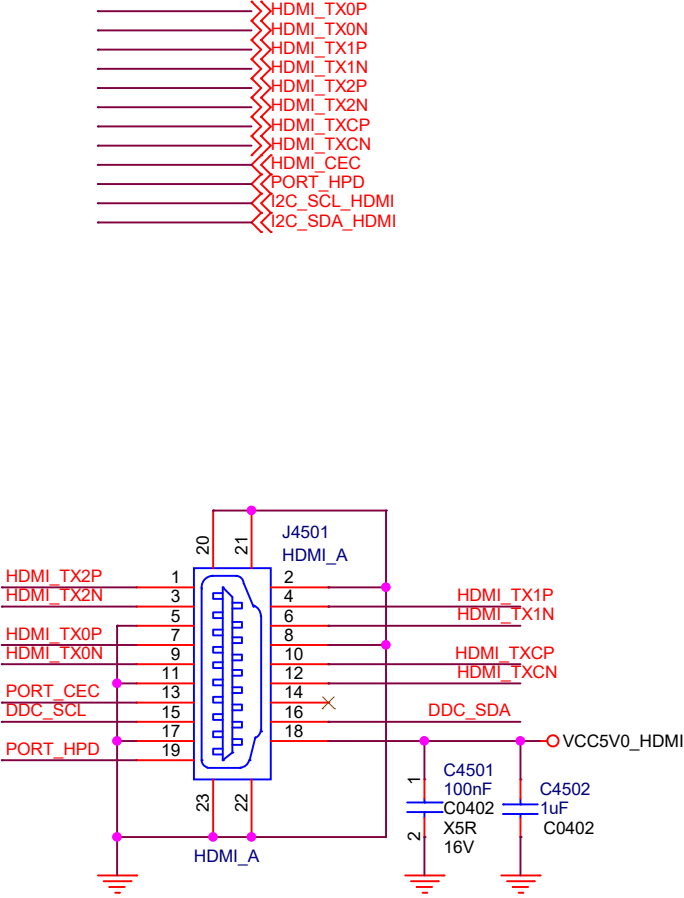 HDMI_TX0P
HDMI_TX0N
HDMI_TX1P
HDMI_TX1N
HDMI_TX2P
HDMI_TX2N
HDMI_TXCP
HDMI_TXCN
HDMI_CEC
PORT_HPD
I2C_SCL_HDMI
I2C_SDA_HDMI
20
21
J4501
HDMI_A
HDMI_TX2P 1 2
HDMI_TX2N 3 4 HDMI_TX1P
5 6 HDMI_TX1N
HDMI_TX0P 7 8
HDMI_TX0N 9 10 HDMI_TXCP
11 12 HDMI_TXCN
PORT_CEC 13 14
DDC_SCL 15 16 DDC_SDA
17 18 VCC5V0_HDMI
PORT_HPD 19
23
22
HDMI_A
1
2
C4501
100nF
C0402
X5R
16V
C4502
1uF
C0402